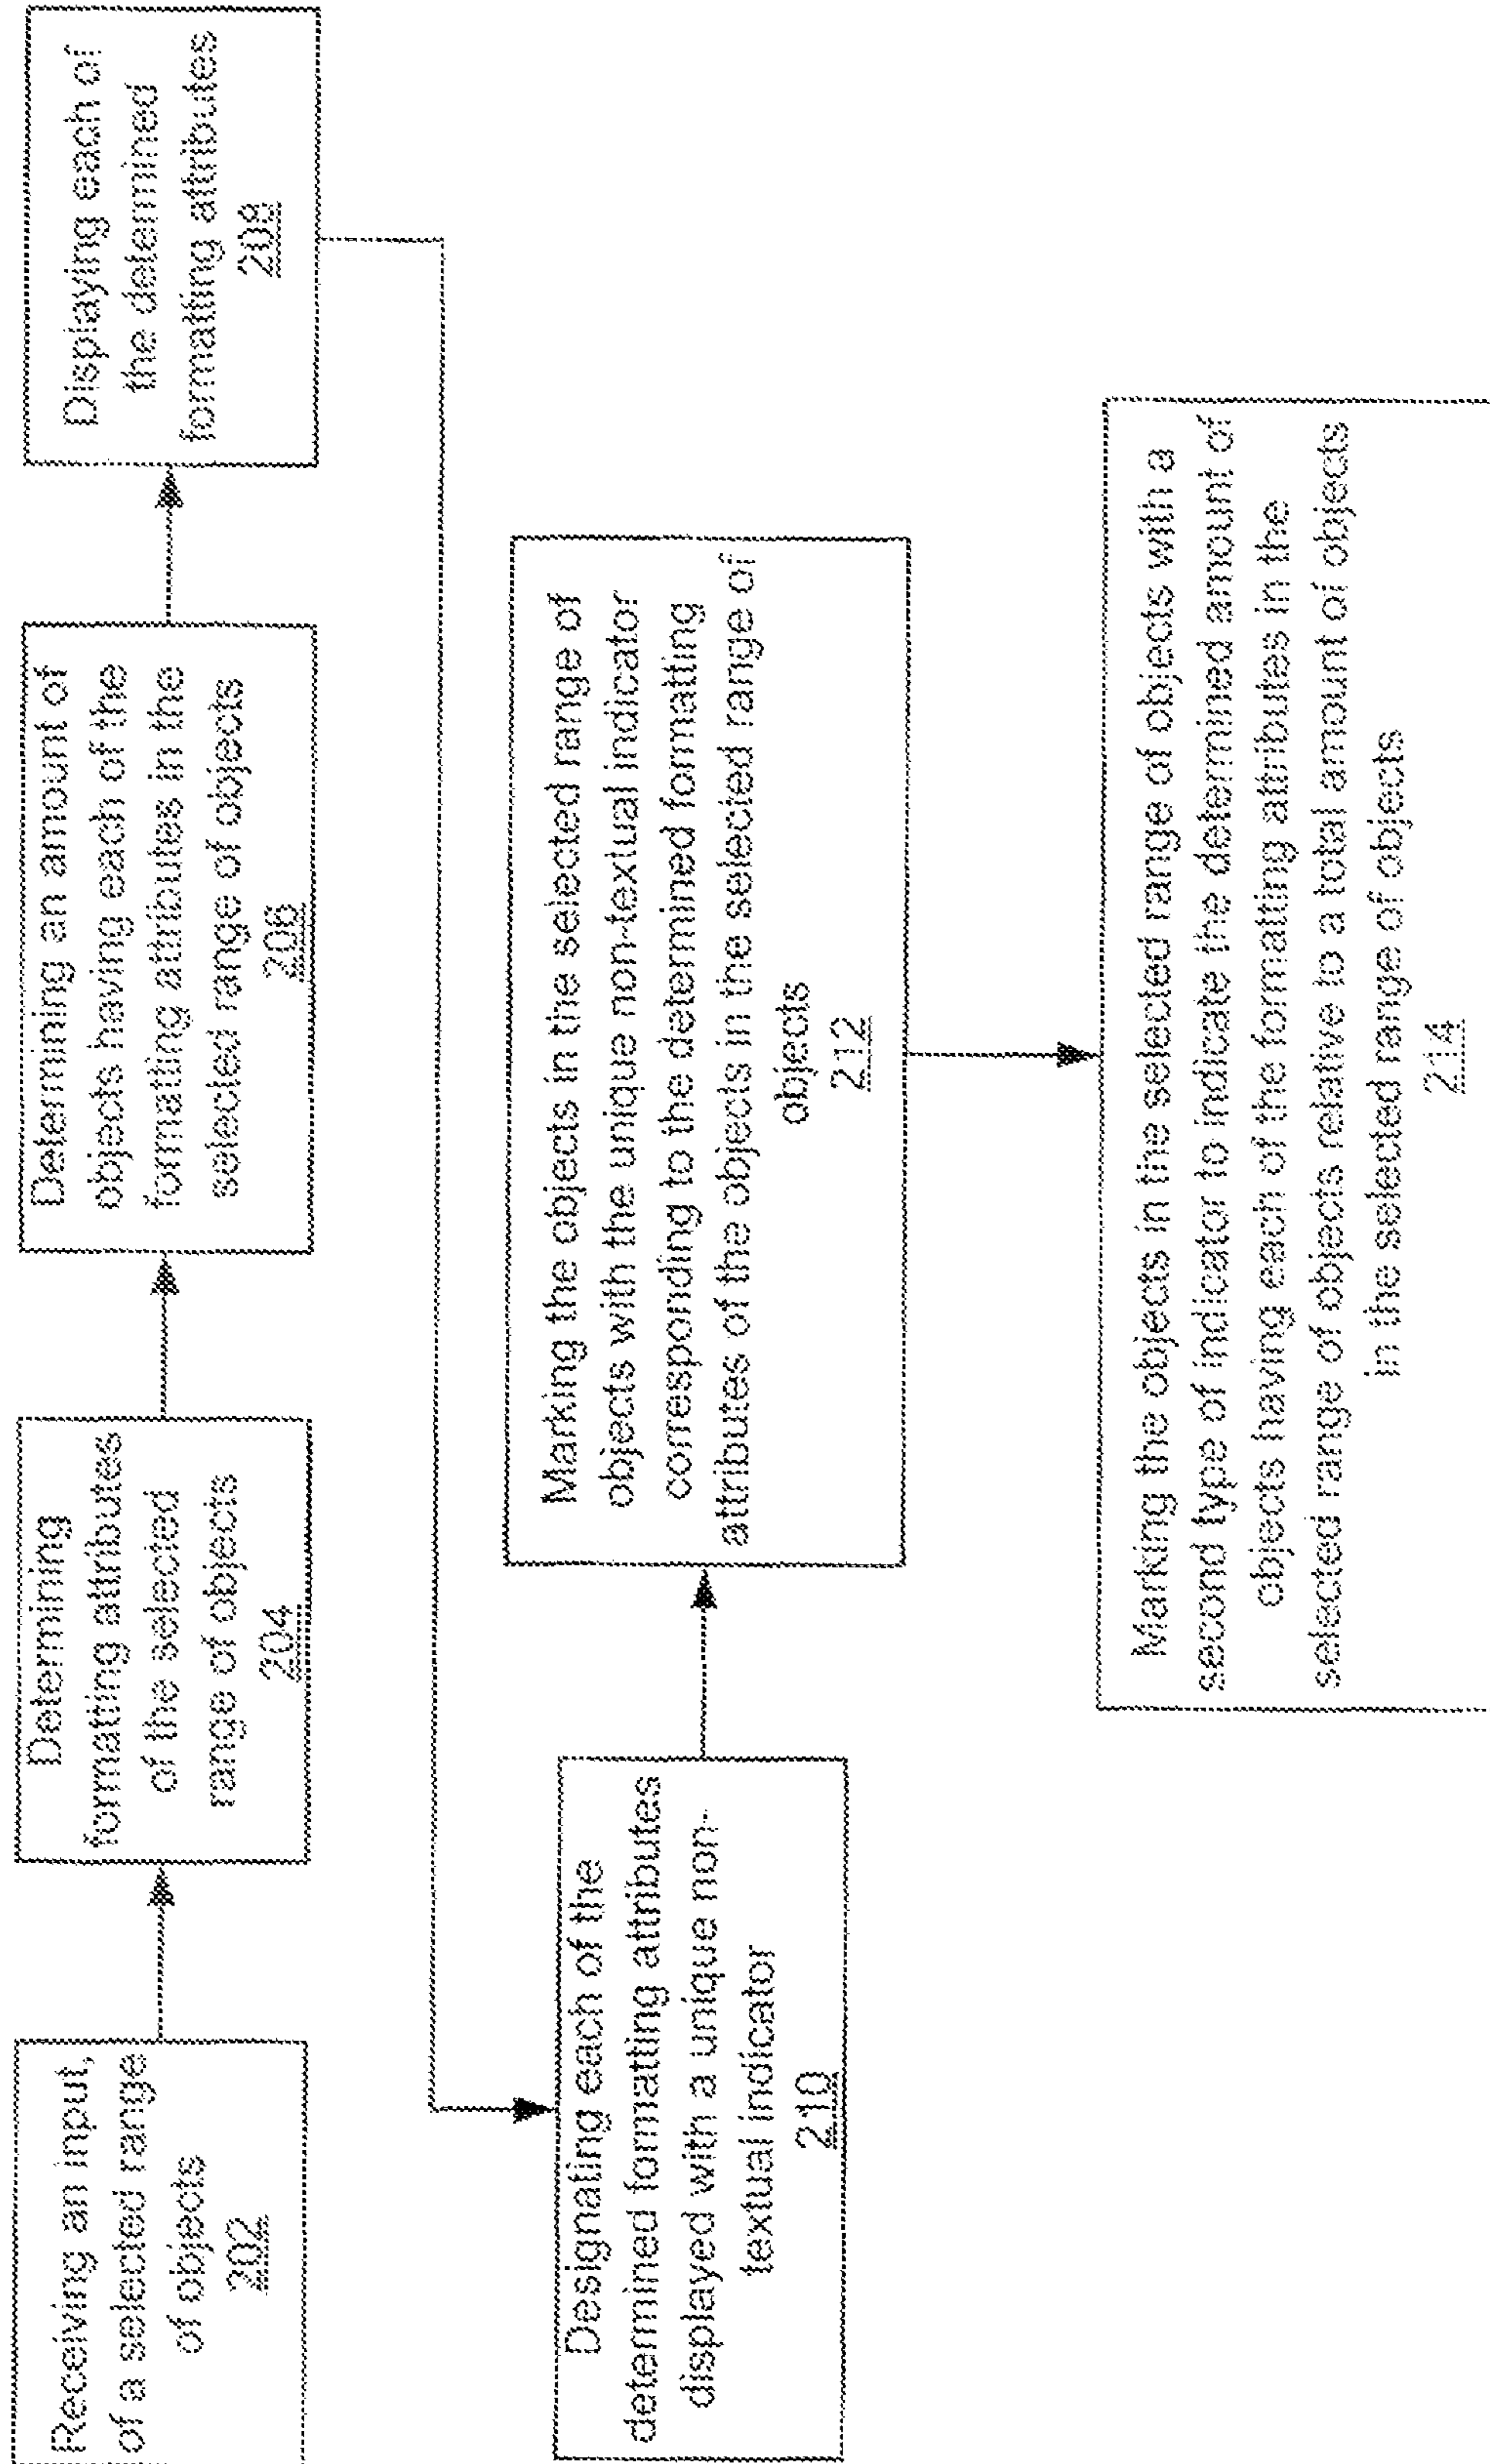 Receiving an input,
of a selected range
of objects
202
Determining
formatting attributes
of the selected
range of objects
204
Determining an amount of
objects having each of the
formatting attributes in the
selected range of objects
206
Displaying each of
the determined
formatting attributes
208
Designating each of the
determined formatting attributes
displayed with a unique non-
textual indicator
210
Marking the objects in the selected range of
objects with the unique non-textual indicator
corresponding to the determined formatting
attributes of the objects in the selected range of
objects
212
Marking the objects in the selected range of objects with a
second type of indicator to indicate the determined amount of
objects having each of the formatting attributes in the
selected range of objects relative to a total amount of objects
in the selected range of objects
214